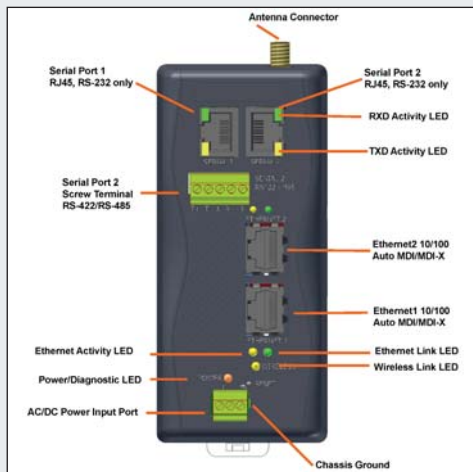 Antenna Connector
Serial Port 1
RJ45, RS-232 only
Serial Port 2
RJ45, RS-232 only
RXD Activity LED
TXD Activity LED
Serial Port 2
Screw Terminal
RS-422/RS-485
Ethernet2 10/100
Auto MDI/MDI-X
Ethernet1 10/100
Auto MDI/MDI-X
Ethernet Activity LED
Ethernet Link LED
Power/Diagnostic LED
Wireless Link LED
AC/DC Power Input Port
Chassis Ground